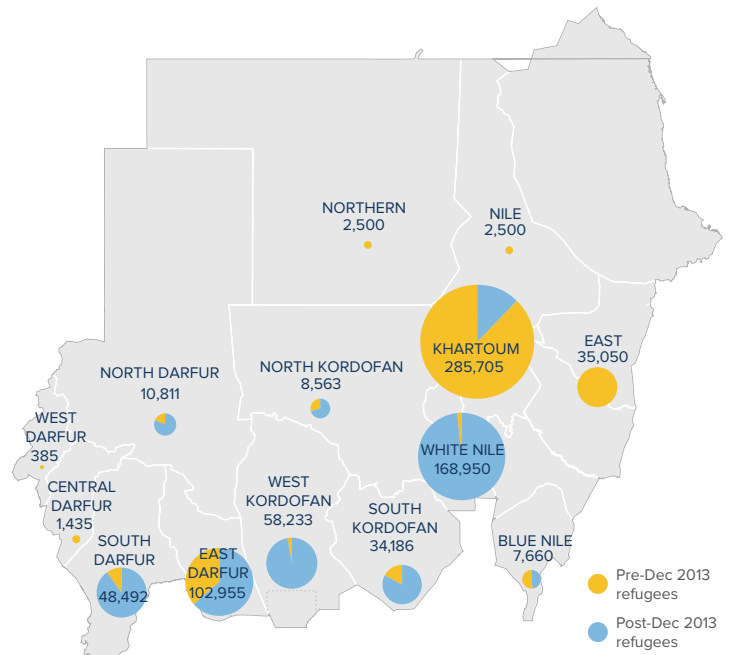 NORTHERN
2,500
NILE
2,500
KHARTOUM
285,705
EAST
35,050
NORTH DARFUR
10,811
NORTH KORDOFAN
8,563
WEST
DARFUR
385
WHITE NILE
168,950
CENTRAL
DARFUR
1,435
WEST
KORDOFAN
58,233
SOUTH
KORDOFAN
34,186
SOUTH
DARFUR
48,492
EAST
DARFUR
102,955
BLUE NILE
7,660
Pre-Dec 2013
refugees
Post-Dec 2013
refugees